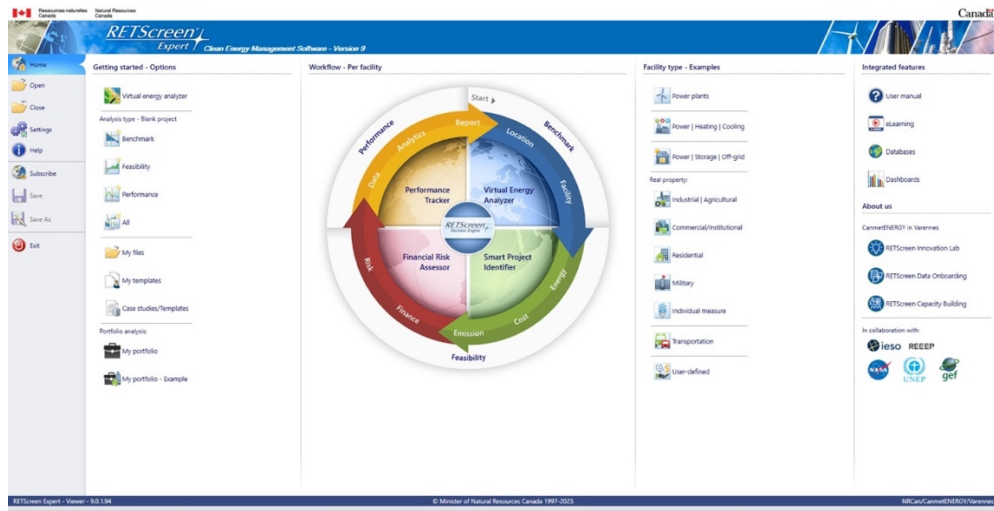 Ressources naturelles
Canada
Natural Resources
Canada
Canada
RETScreen
Expert
Clean Energy Management Software - Version 9
Home
Open
Close
Settings
Help
Subscribe
Save
Save As
Exit
Getting started - Options
Virtual energy analyzer
Analysis type - Blank project
Benchmark
Feasibility
Performance
All
My files
My templates
Case studies/Templates
Portfolio analysis
My portfolio
My portfolio - Example
Workflow - Per facility
Start
Performance
Benchmark
Feasibility
Report
Analytics
Data
Location
Facility
Energy
Cost
Emission
Finance
Risk
Performance
Tracker
Virtual Energy
Analyzer
RETScreen
Decision Engine
Financial Risk
Assessor
Smart Project
Identifier
Facility type - Examples
Power plants
Power | Heating | Cooling
Power | Storage | Off-grid
Real property:
Industrial | Agricultural
Commercial/Institutional
Residential
Military
Individual measure
Transportation
User-defined
Integrated features
User manual
eLearning
Databases
Dashboards
About us
CanmetENERGY in Varennes
RETScreen Innovation Lab
RETScreen Data Onboarding
RETScreen Capacity Building
In collaboration with:
ieso REEEP
NASA
UNEP
gef
RETScreen Expert - Viewer - 9.0.1.94
© Minister of Natural Resources Canada 1997-2023.
NRCan/CanmetENERGY/Varennes